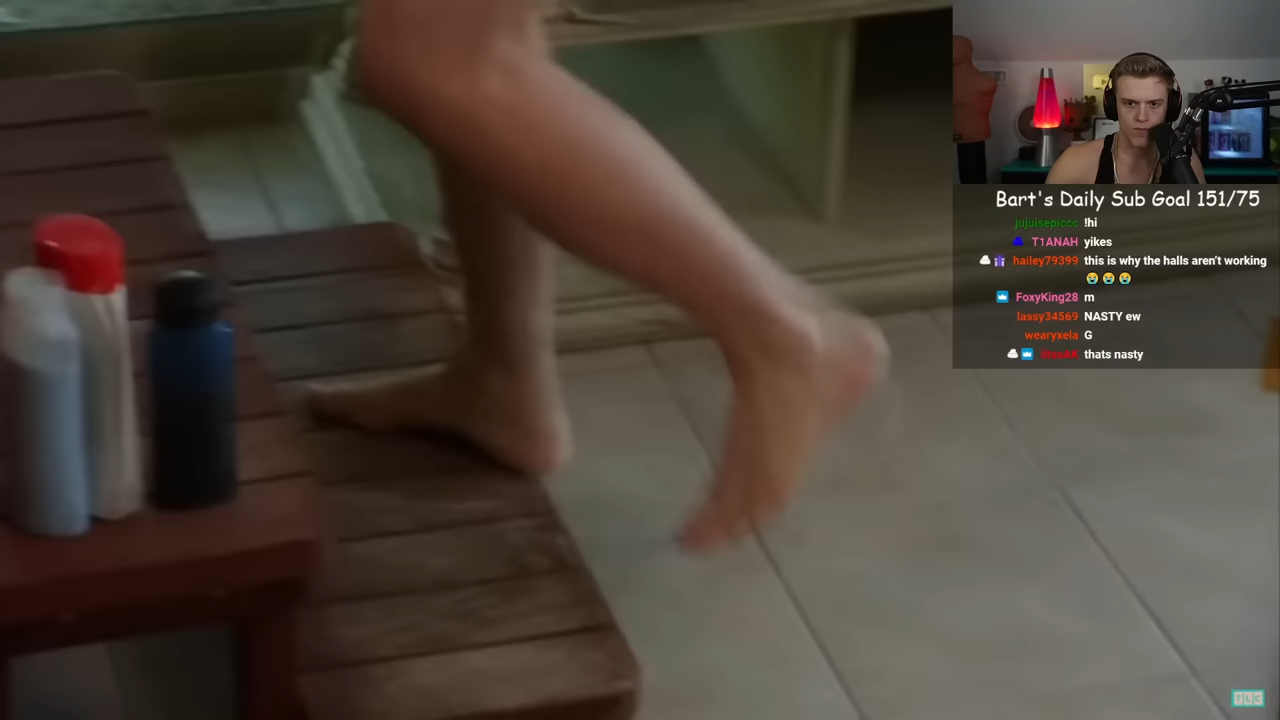 Bart's Daily Sub Goal 151/75
jujuisepiccc !hi
T1ANAH yikes
hailey79399 this is why the halls aren't working
FoxyKing28 m
lassy34569 NASTY ew
wearyxela G
thats nasty
TLC